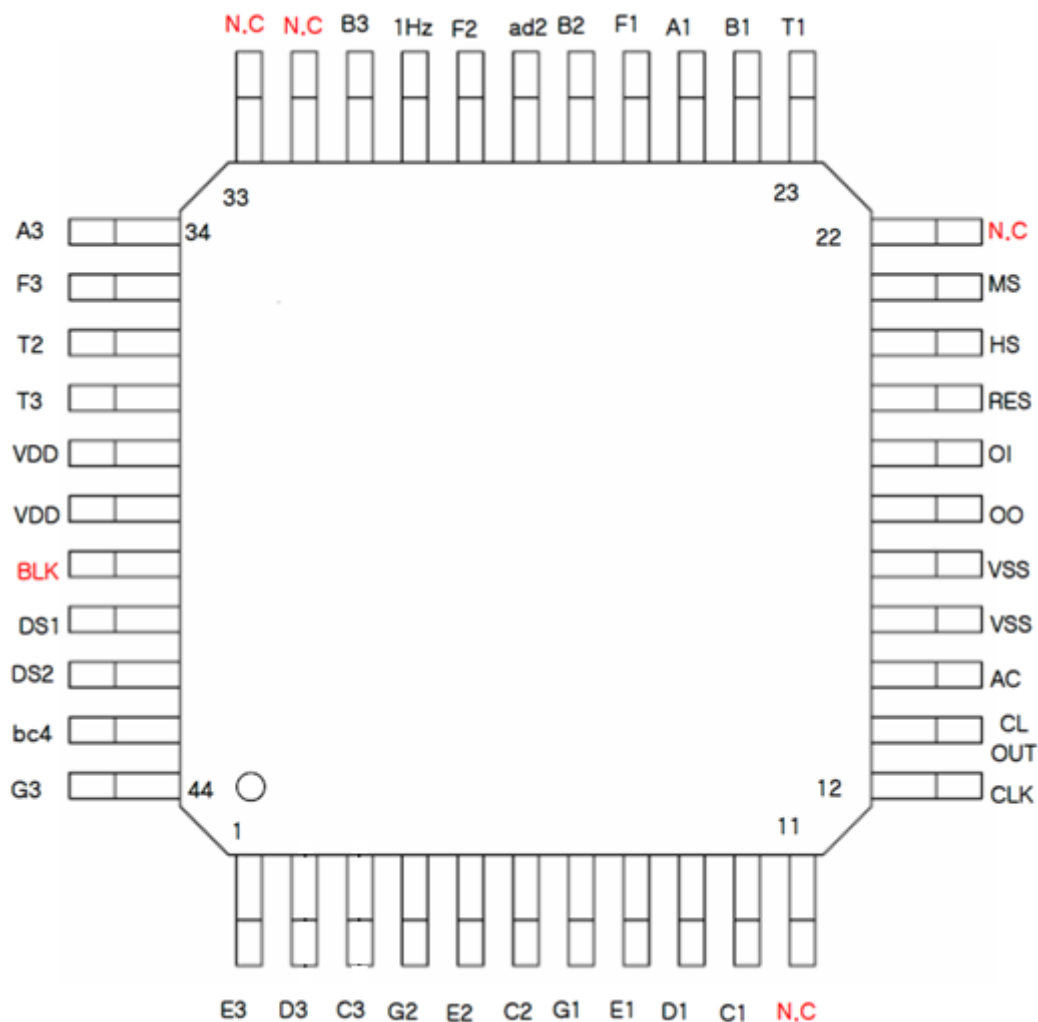 N.C N.C B3 1Hz F2 ad2 B2 F1 A1 B1 T1
33 23
A3 34 22 N.C
F3 MS
T2 HS
T3 RES
VDD OI
VDD OO
BLK VSS
DS1 VSS
DS2 AC
bc4 CL
OUT
G3 44 12 CLK
1 11
E3 D3 C3 G2 E2 C2 G1 E1 D1 C1 N.C